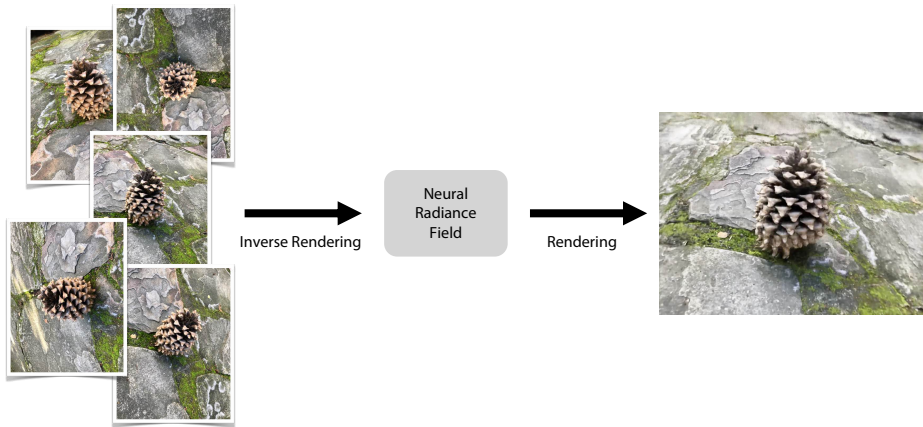 Inverse Rendering
Neural
Radiance
Field
Rendering